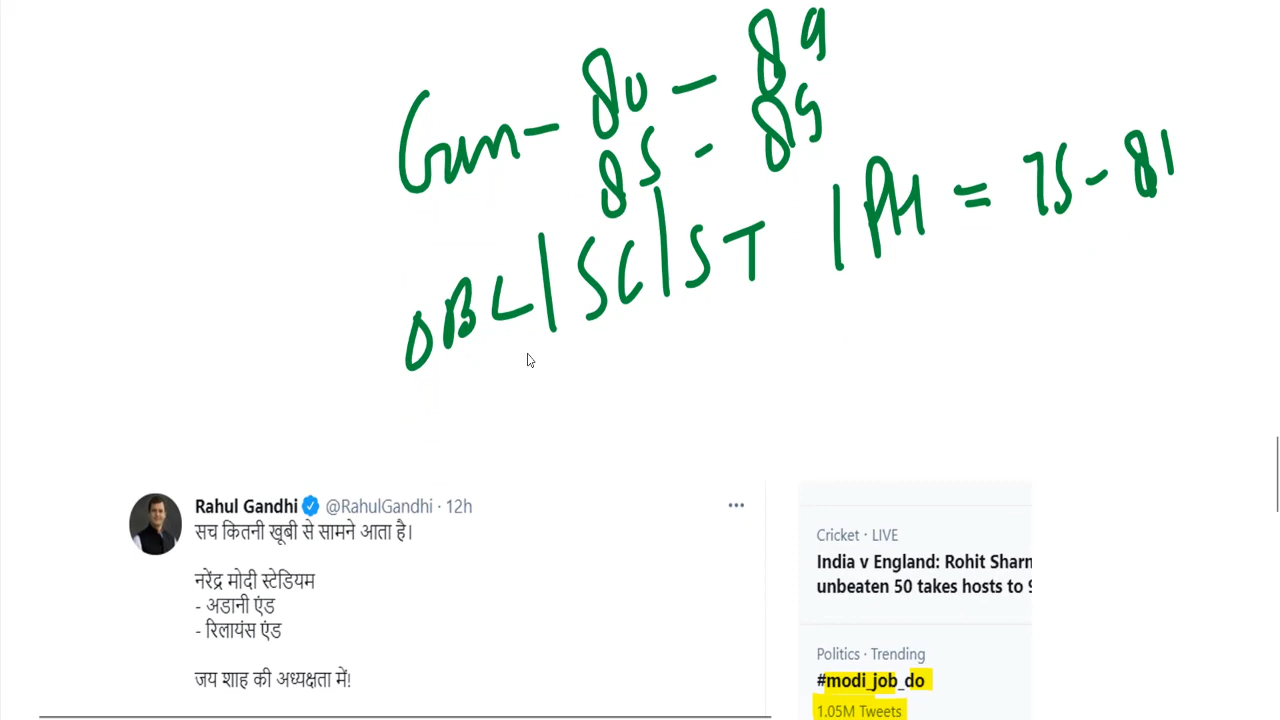 Gen - 80 - 89
85 - 89
OBC | SC | ST | PH = 75 - 81
Rahul Gandhi @RahulGandhi · 12h
सच कितनी खूबी से सामने आता है।
नरेंद्र मोदी स्टेडियम
- अडानी एंड
- रिलायंस एंड
जय शाह की अध्यक्षता में!
Cricket · LIVE
India v England: Rohit Sharm
unbeaten 50 takes hosts to 9
Politics · Trending
#modi_job_do
1.05M Tweets